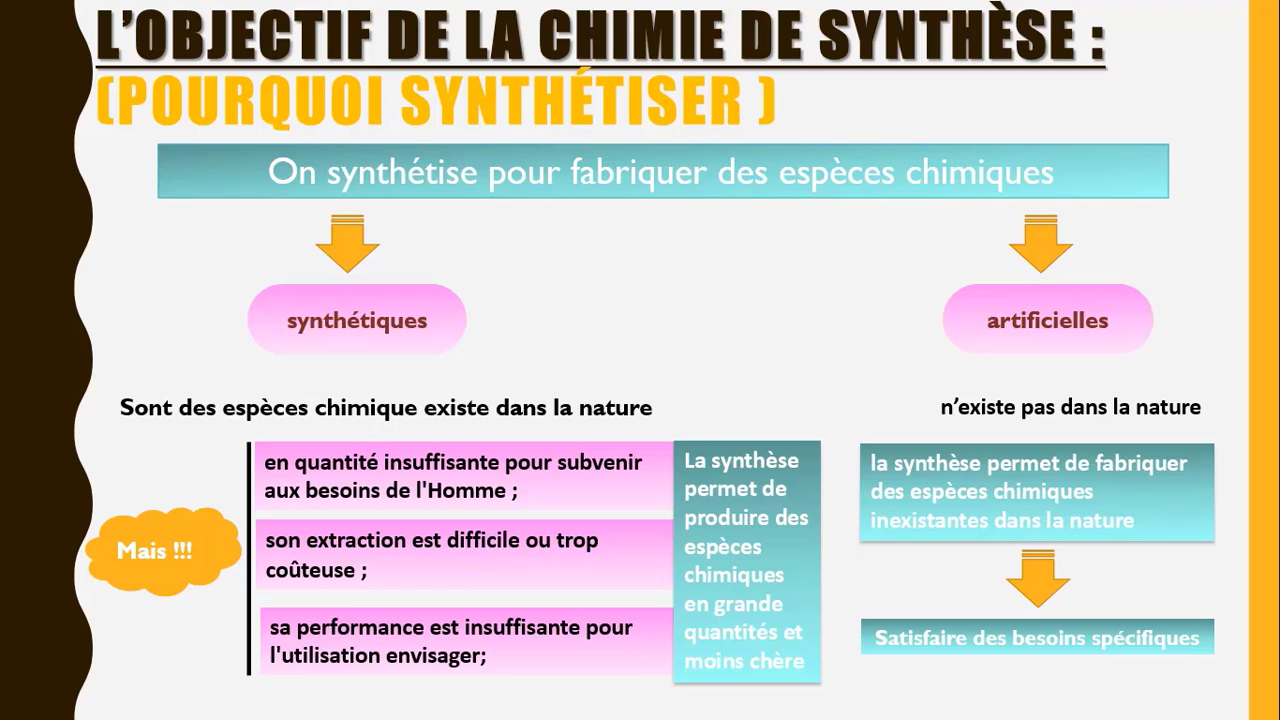 L'OBJECTIF DE LA CHIMIE DE SYNTHÈSE :
(POURQUOI SYNTHÉTISER )
On synthétise pour fabriquer des espèces chimiques
synthétiques
artificielles
Sont des espèces chimique existe dans la nature
n'existe pas dans la nature
Mais !!!
en quantité insuffisante pour subvenir
aux besoins de l'Homme ;
son extraction est difficile ou trop
coûteuse ;
sa performance est insuffisante pour
l'utilisation envisager;
La synthèse
permet de
produire des
espèces
chimiques
en grande
quantités et
moins chère
la synthèse permet de fabriquer
des espèces chimiques
inexistantes dans la nature
Satisfaire des besoins spécifiques